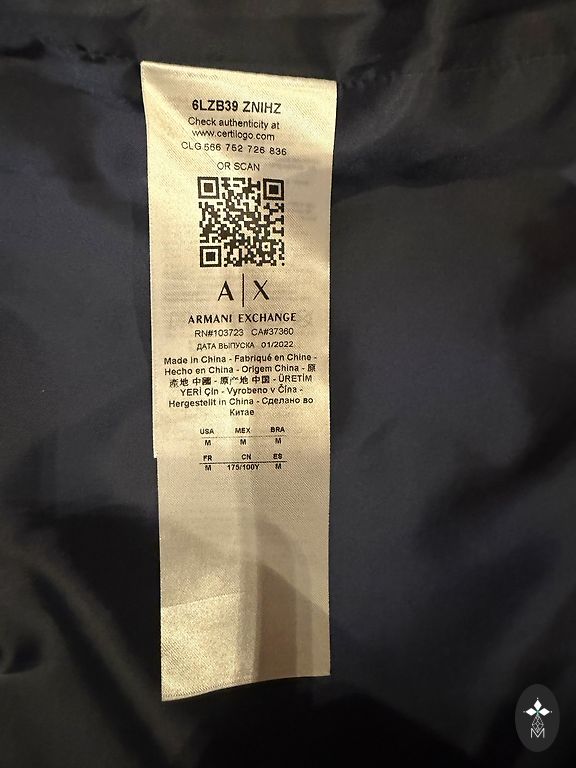 6LZB39 ZNIHZ
Check authenticity at
www.certilogo.com
CLG 566 752 726 836
OR SCAN
A|X
ARMANI EXCHANGE
RN#103723 CA#37360
ДАТА ВЫПУСКА 01/2022
Made in China - Fabriqué en Chine -
Hecho en China - Origem China - 原
產地 中國 - 原产地 中国 - ÜRETİM
YERİ Çin - Vyrobeno v Čína -
Hergestellt in China - Сделано во
Китае
USA MEX BRA
M M M
FR CN ES
M 175/100Y M
M